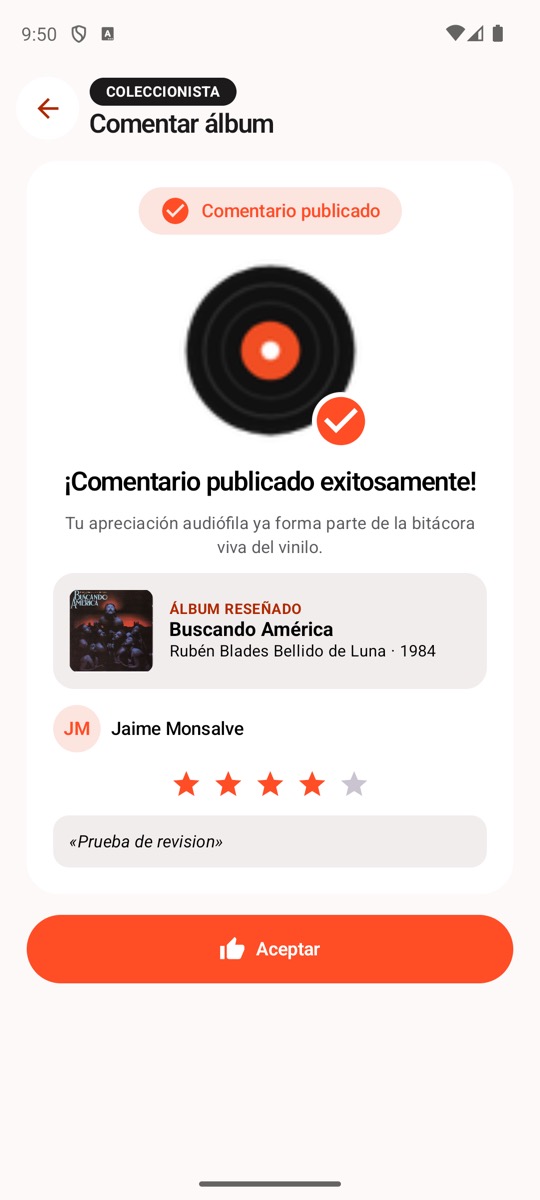 9:50
COLECCIONISTA
Comentar álbum
Comentario publicado
¡Comentario publicado exitosamente!
Tu apreciación audiófila ya forma parte de la bitácora
viva del vinilo.
BUSCANDO
AMÉRICA
ÁLBUM RESEÑADO
Buscando América
Rubén Blades Bellido de Luna · 1984
JM
Jaime Monsalve
«Prueba de revision»
Aceptar